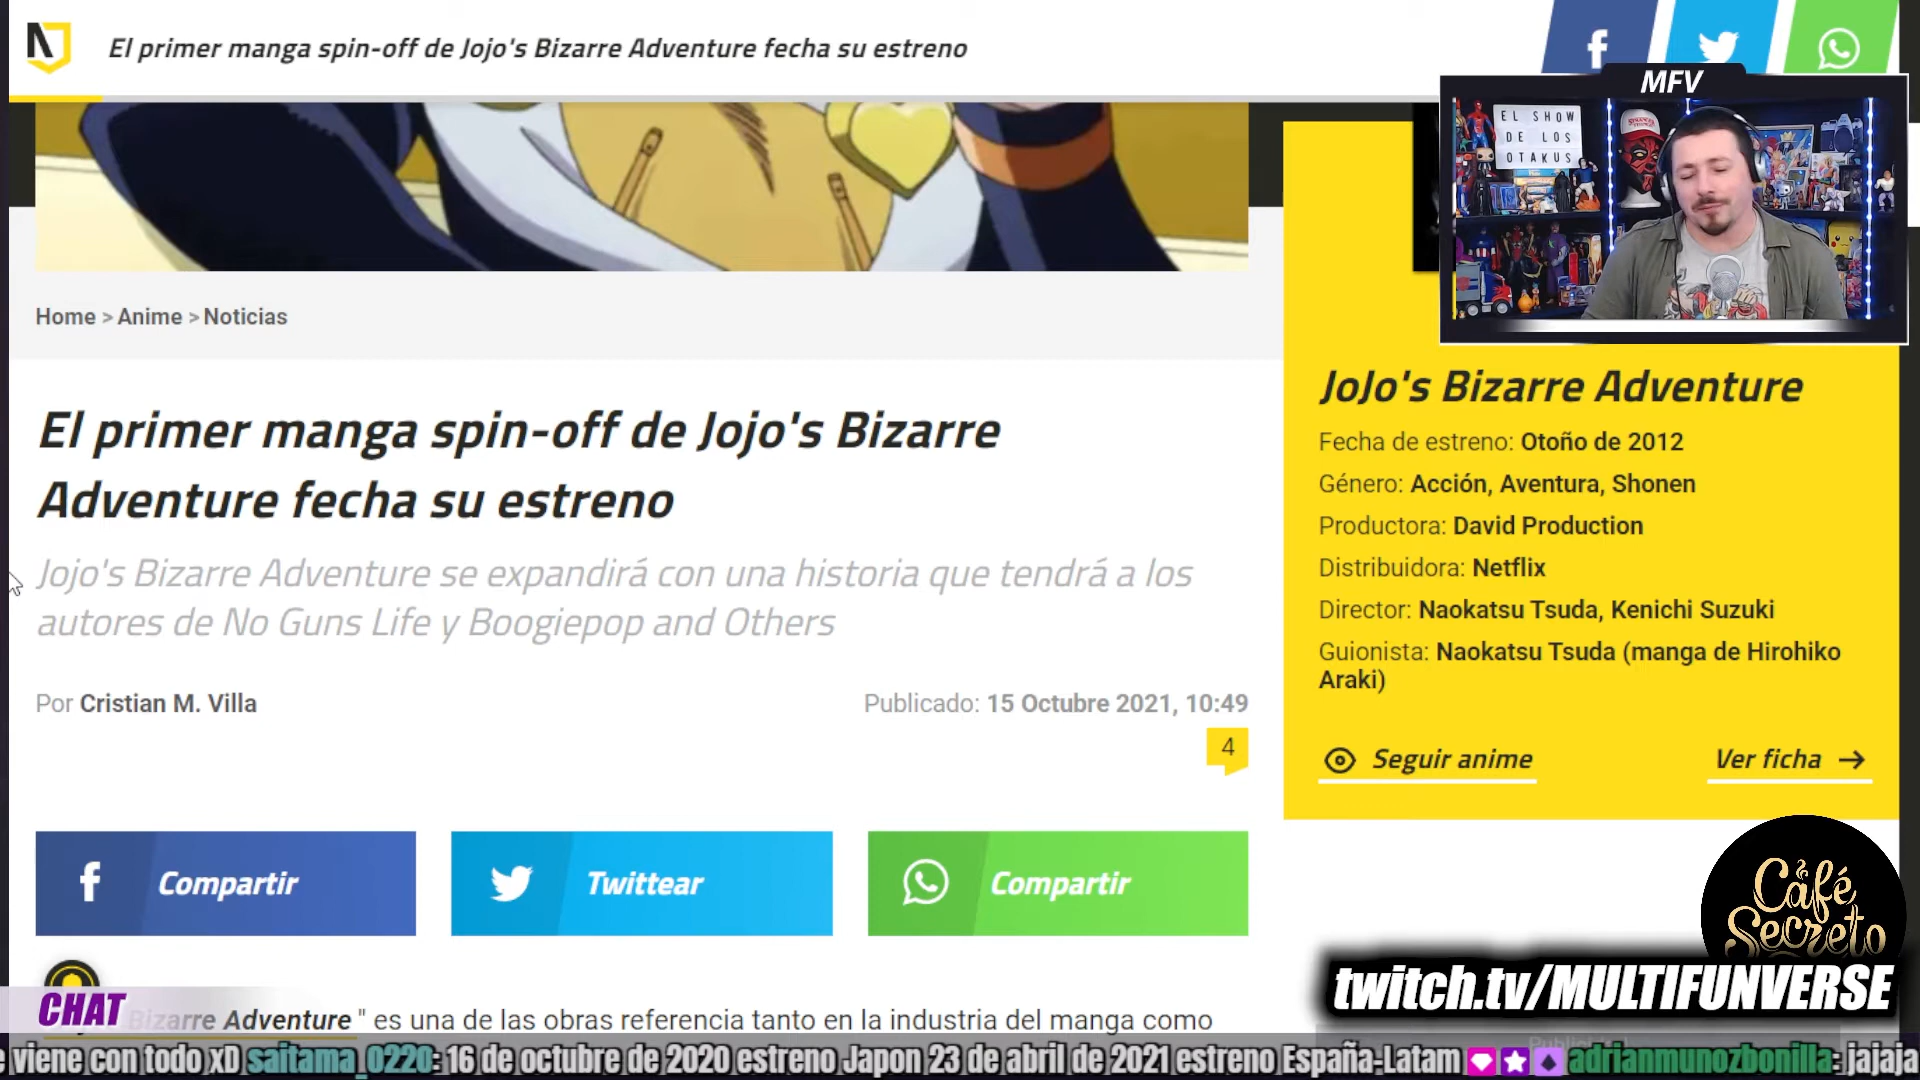 El primer manga spin-off de Jojo's Bizarre Adventure fecha su estreno
MFV
EL SHOW
DE LOS
OTAKUS
Home > Anime > Noticias
El primer manga spin-off de Jojo's Bizarre
Adventure fecha su estreno
Jojo's Bizarre Adventure se expandirá con una historia que tendrá a los
autores de No Guns Life y Boogiepop and Others
Por Cristian M. Villa
Publicado: 15 Octubre 2021, 10:49
4
Compartir
Twittear
Compartir
JoJo's Bizarre Adventure
Fecha de estreno: Otoño de 2012
Género: Acción, Aventura, Shonen
Productora: David Production
Distribuidora: Netflix
Director: Naokatsu Tsuda, Kenichi Suzuki
Guionista: Naokatsu Tsuda (manga de Hirohiko
Araki)
Seguir anime
Ver ficha →
Café
Secreto
twitch.tv/MULTIFUNVERSE
CHAT
Bizarre Adventure " es una de las obras referencia tanto en la industria del manga como
e viene con todo xD saitama_0220: 16 de octubre de 2020 estreno Japon 23 de abril de 2021 estreno España-Latam adrianmunozbonilla: jajaja